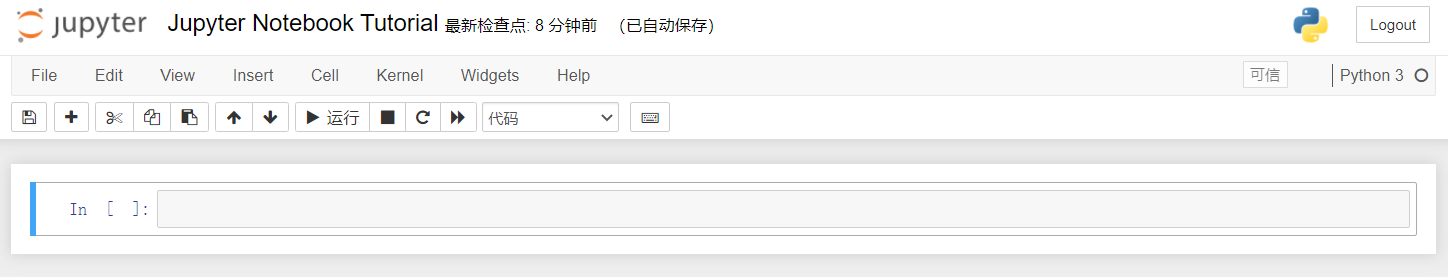 jupyter Jupyter Notebook Tutorial 最新检查点: 8 分钟前 (已自动保存) Logout
File Edit View Insert Cell Kernel Widgets Help 可信 Python 3
运行 代码
In [ ]: